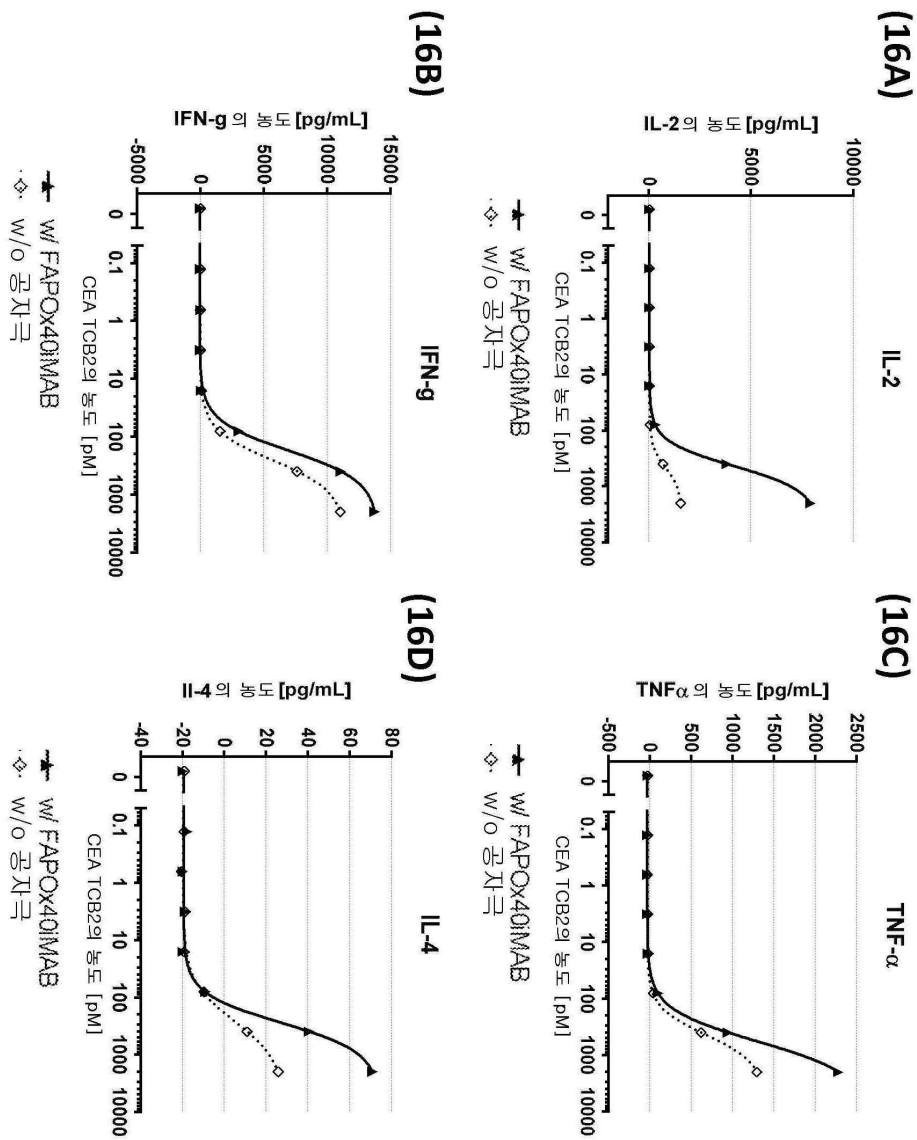 (16A)
IL-2
IL-2의 농도 [pg/mL]
10000
5000
0
0 0.1 1 10 100 1000 10000
CEA TCB2의 농도 [pM]
w/ FAPOx40iMAB
w/o 공자극
(16C)
TNF-α
TNFα 의 농도 [pg/mL]
2500
2000
1500
1000
500
0
-500
0 0.1 1 10 100 1000 10000
CEA TCB2의 농도 [pM]
w/ FAPOx40iMAB
w/o 공자극
(16B)
IFN-g
IFN-g 의 농도 [pg/mL]
15000
10000
5000
0
-5000
0 0.1 1 10 100 1000 10000
CEA TCB2의 농도 [pM]
w/ FAPOx40iMAB
w/o 공자극
(16D)
IL-4
Il-4 의 농도 [pg/mL]
80
60
40
20
0
-20
-40
0 0.1 1 10 100 1000 10000
CEA TCB2의 농도 [pM]
w/ FAPOx40iMAB
w/o 공자극